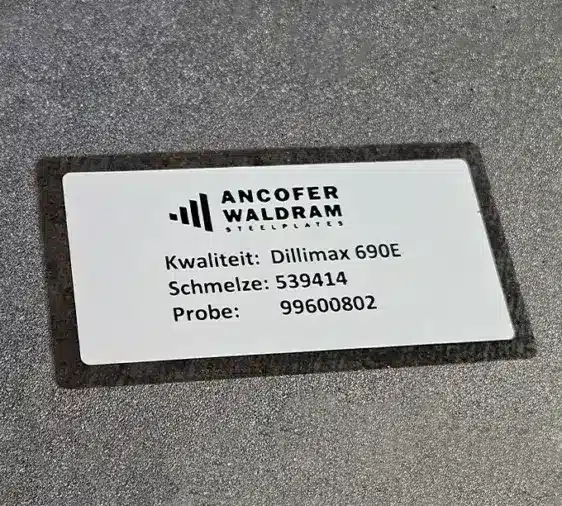 ANCOFER
WALDRAM
STEELPLATES
Kwaliteit: Dillimax 690E
Schmelze: 539414
Probe: 99600802